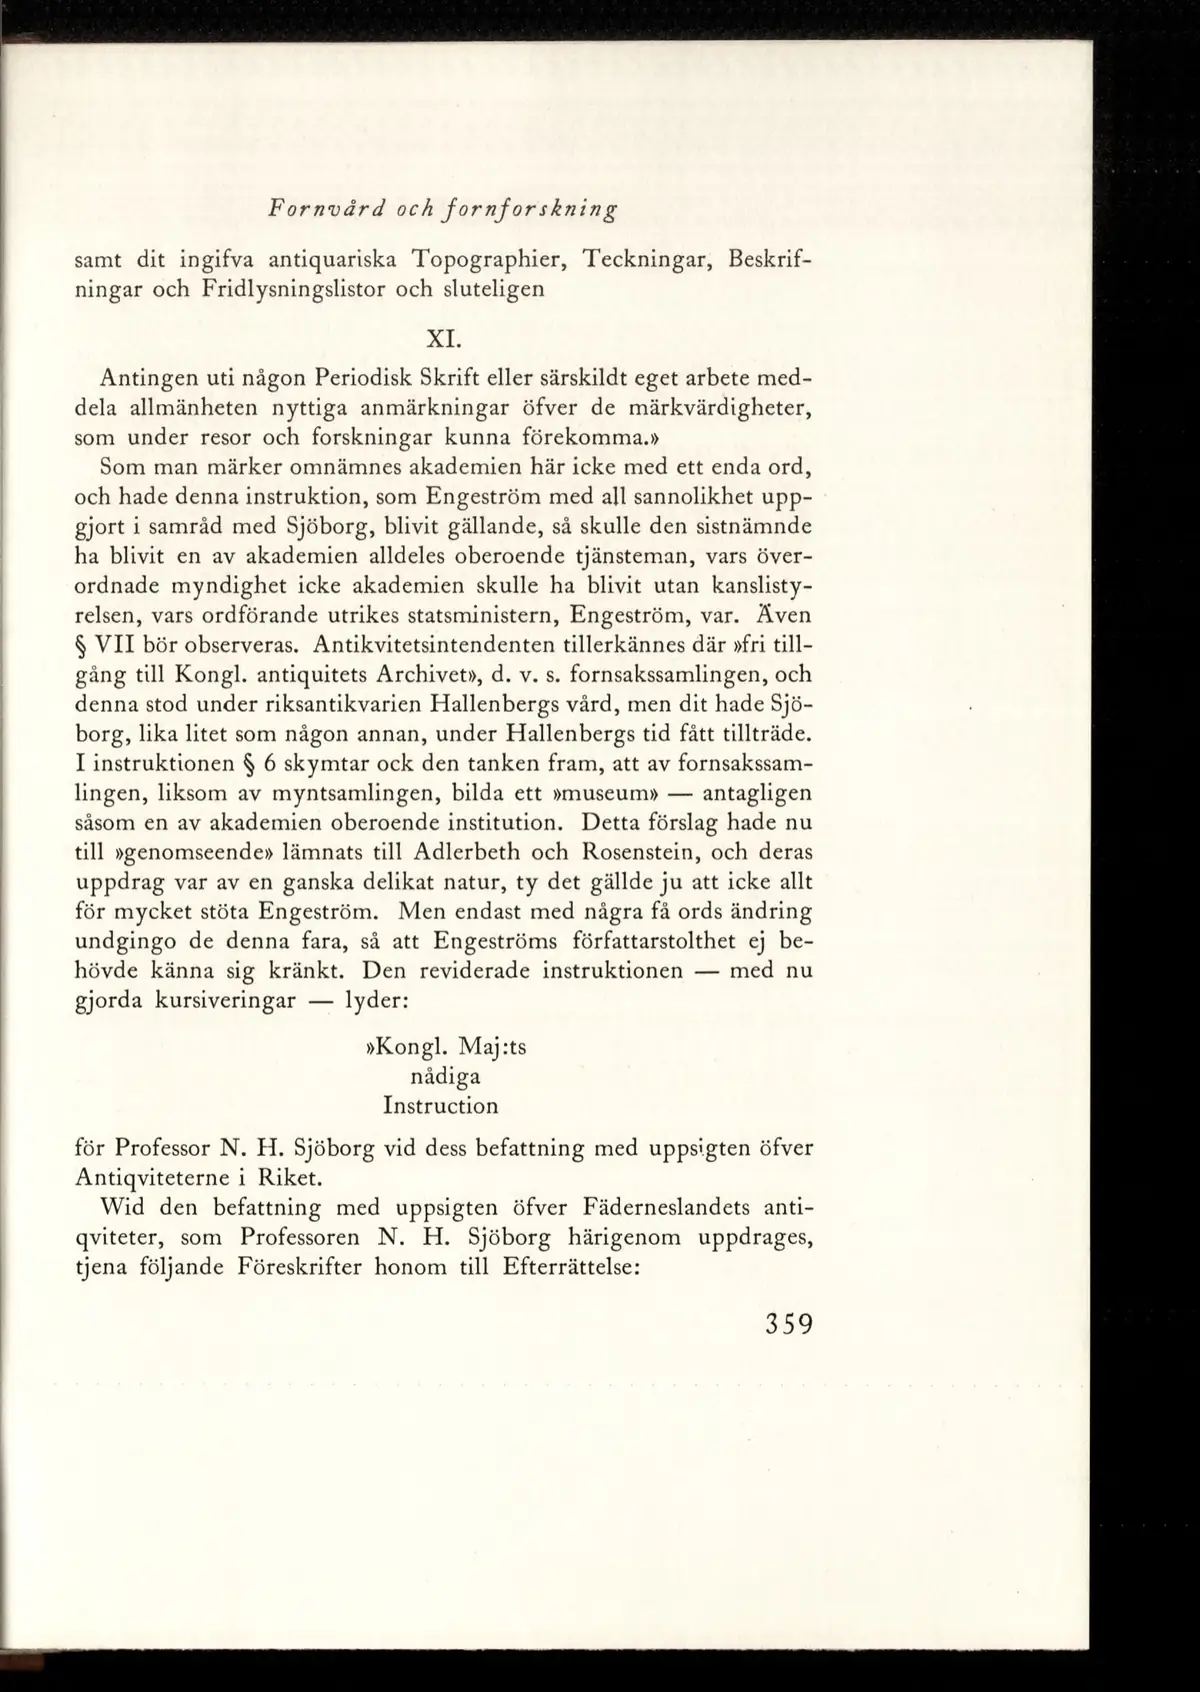 Fornvård och fornforskning
samt dit ingifva antiquariska Topographier, Teckningar, Beskrif-
ningar och Fridlysningslistor och sluteligen
XI.
Antingen uti någon Periodisk Skrift eller särskildt eget arbete med-
dela allmänheten nyttiga anmärkningar öfver de märkvärdigheter,
som under resor och forskningar kunna förekomma.»
Som man märker omnämnes akademien här icke med ett enda ord,
och hade denna instruktion, som Engeström med all sannolikhet upp-
gjort i samråd med Sjöborg, blivit gällande, så skulle den sistnämnde
ha blivit en av akademien alldeles oberoende tjänsteman, vars över-
ordnade myndighet icke akademien skulle ha blivit utan kanslisty-
relsen, vars ordförande utrikes statsministern, Engeström, var. Även
§ VII bör observeras. Antikvitetsintendenten tillerkännes där »fri till-
gång till Kongl. antiquitets Archivet», d. v. s. fornsakssamlingen, och
denna stod under riksantikvarien Hallenbergs vård, men dit hade Sjö-
borg, lika litet som någon annan, under Hallenbergs tid fått tillträde.
I instruktionen § 6 skymtar ock den tanken fram, att av fornsakssam-
lingen, liksom av myntsamlingen, bilda ett »museum» — antagligen
såsom en av akademien oberoende institution. Detta förslag hade nu
till »genomseende» lämnats till Adlerbeth och Rosenstein, och deras
uppdrag var av en ganska delikat natur, ty det gällde ju att icke allt
för mycket stöta Engeström. Men endast med några få ords ändring
undgingo de denna fara, så att Engeströms författarstolthet ej be-
hövde känna sig kränkt. Den reviderade instruktionen — med nu
gjorda kursiveringar — lyder:
»Kongl. Maj:ts
nådiga
Instruction
för Professor N. H. Sjöborg vid dess befattning med uppsigten öfver
Antiqviteterne i Riket.
Wid den befattning med uppsigten öfver Fäderneslandets anti-
qviteter, som Professoren N. H. Sjöborg härigenom uppdrages,
tjena följande Föreskrifter honom till Efterrättelse:
359